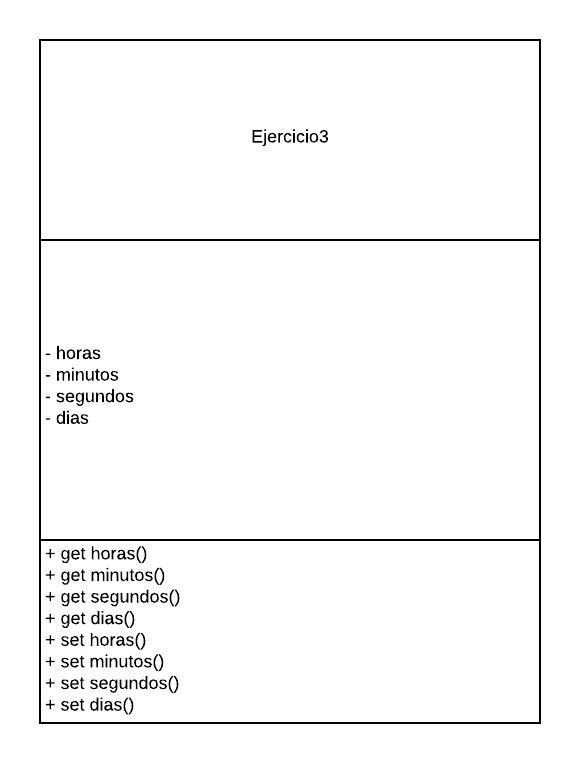 Ejercicio3
- horas
- minutos
- segundos
- dias
+ get horas()
+ get minutos()
+ get segundos()
+ get dias()
+ set horas()
+ set minutos()
+ set segundos()
+ set dias()